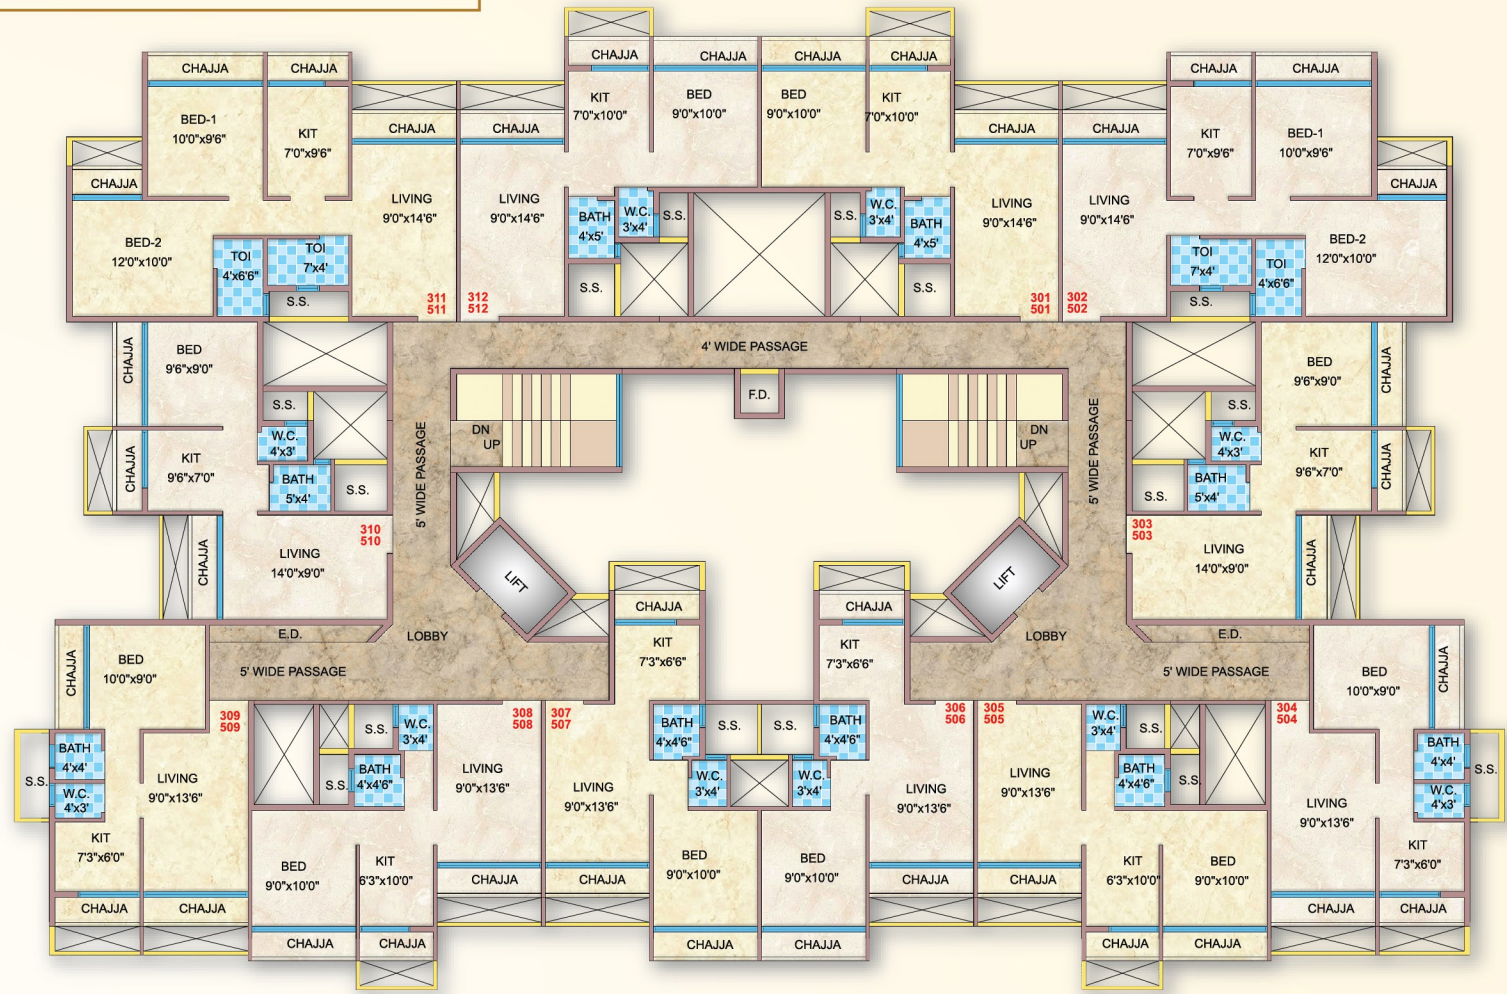 CHAJJA
CHAJJA
BED-1
10'0"x9'6"
KIT
7'0"x9'6"
CHAJJA
BED-2
12'0"x10'0"
TOI
4'x6'6"
TOI
7'x4'
S.S.
CHAJJA
LIVING
9'0"x14'6"
311
511
CHAJJA
LIVING
9'0"x14'6"
312
512
CHAJJA
CHAJJA
KIT
7'0"x10'0"
BED
9'0"x10'0"
BATH
4'x5'
W.C.
3'x4'
S.S.
S.S.
CHAJJA
CHAJJA
BED
9'0"x10'0"
KIT
7'0"x10'0"
S.S.
W.C.
3'x4'
BATH
4'x5'
S.S.
CHAJJA
LIVING
9'0"x14'6"
301
501
CHAJJA
LIVING
9'0"x14'6"
302
502
CHAJJA
CHAJJA
KIT
7'0"x9'6"
BED-1
10'0"x9'6"
CHAJJA
BED-2
12'0"x10'0"
TOI
7'x4'
TOI
4'x6'6"
S.S.
4' WIDE PASSAGE
F.D.
CHAJJA
BED
9'6"x9'0"
S.S.
W.C.
4'x3'
CHAJJA
KIT
9'6"x7'0"
BATH
5'x4'
S.S.
CHAJJA
LIVING
14'0"x9'0"
310
510
5' WIDE PASSAGE
DN
UP
LIFT
DN
UP
LIFT
5' WIDE PASSAGE
BED
9'6"x9'0"
CHAJJA
S.S.
W.C.
4'x3'
KIT
9'6"x7'0"
CHAJJA
S.S.
BATH
5'x4'
303
503
LIVING
14'0"x9'0"
CHAJJA
E.D.
LOBBY
5' WIDE PASSAGE
LOBBY
E.D.
5' WIDE PASSAGE
CHAJJA
BED
10'0"x9'0"
309
509
S.S.
BATH
4'x4'
W.C.
4'x3'
LIVING
9'0"x13'6"
KIT
7'3"x6'0"
CHAJJA
CHAJJA
S.S.
W.C.
3'x4'
S.S.
BATH
4'x4'6"
308
508
LIVING
9'0"x13'6"
BED
9'0"x10'0"
KIT
6'3"x10'0"
CHAJJA
CHAJJA
CHAJJA
CHAJJA
KIT
7'3"x6'6"
307
507
BATH
4'x4'6"
S.S.
W.C.
3'x4'
LIVING
9'0"x13'6"
BED
9'0"x10'0"
CHAJJA
CHAJJA
CHAJJA
KIT
7'3"x6'6"
306
506
S.S.
BATH
4'x4'6"
W.C.
3'x4'
LIVING
9'0"x13'6"
BED
9'0"x10'0"
CHAJJA
CHAJJA
305
505
LIVING
9'0"x13'6"
W.C.
3'x4'
S.S.
BATH
4'x4'6"
S.S.
KIT
6'3"x10'0"
BED
9'0"x10'0"
CHAJJA
CHAJJA
CHAJJA
304
504
BED
10'0"x9'0"
CHAJJA
BATH
4'x4'
S.S.
W.C.
4'x3'
LIVING
9'0"x13'6"
KIT
7'3"x6'0"
CHAJJA
CHAJJA